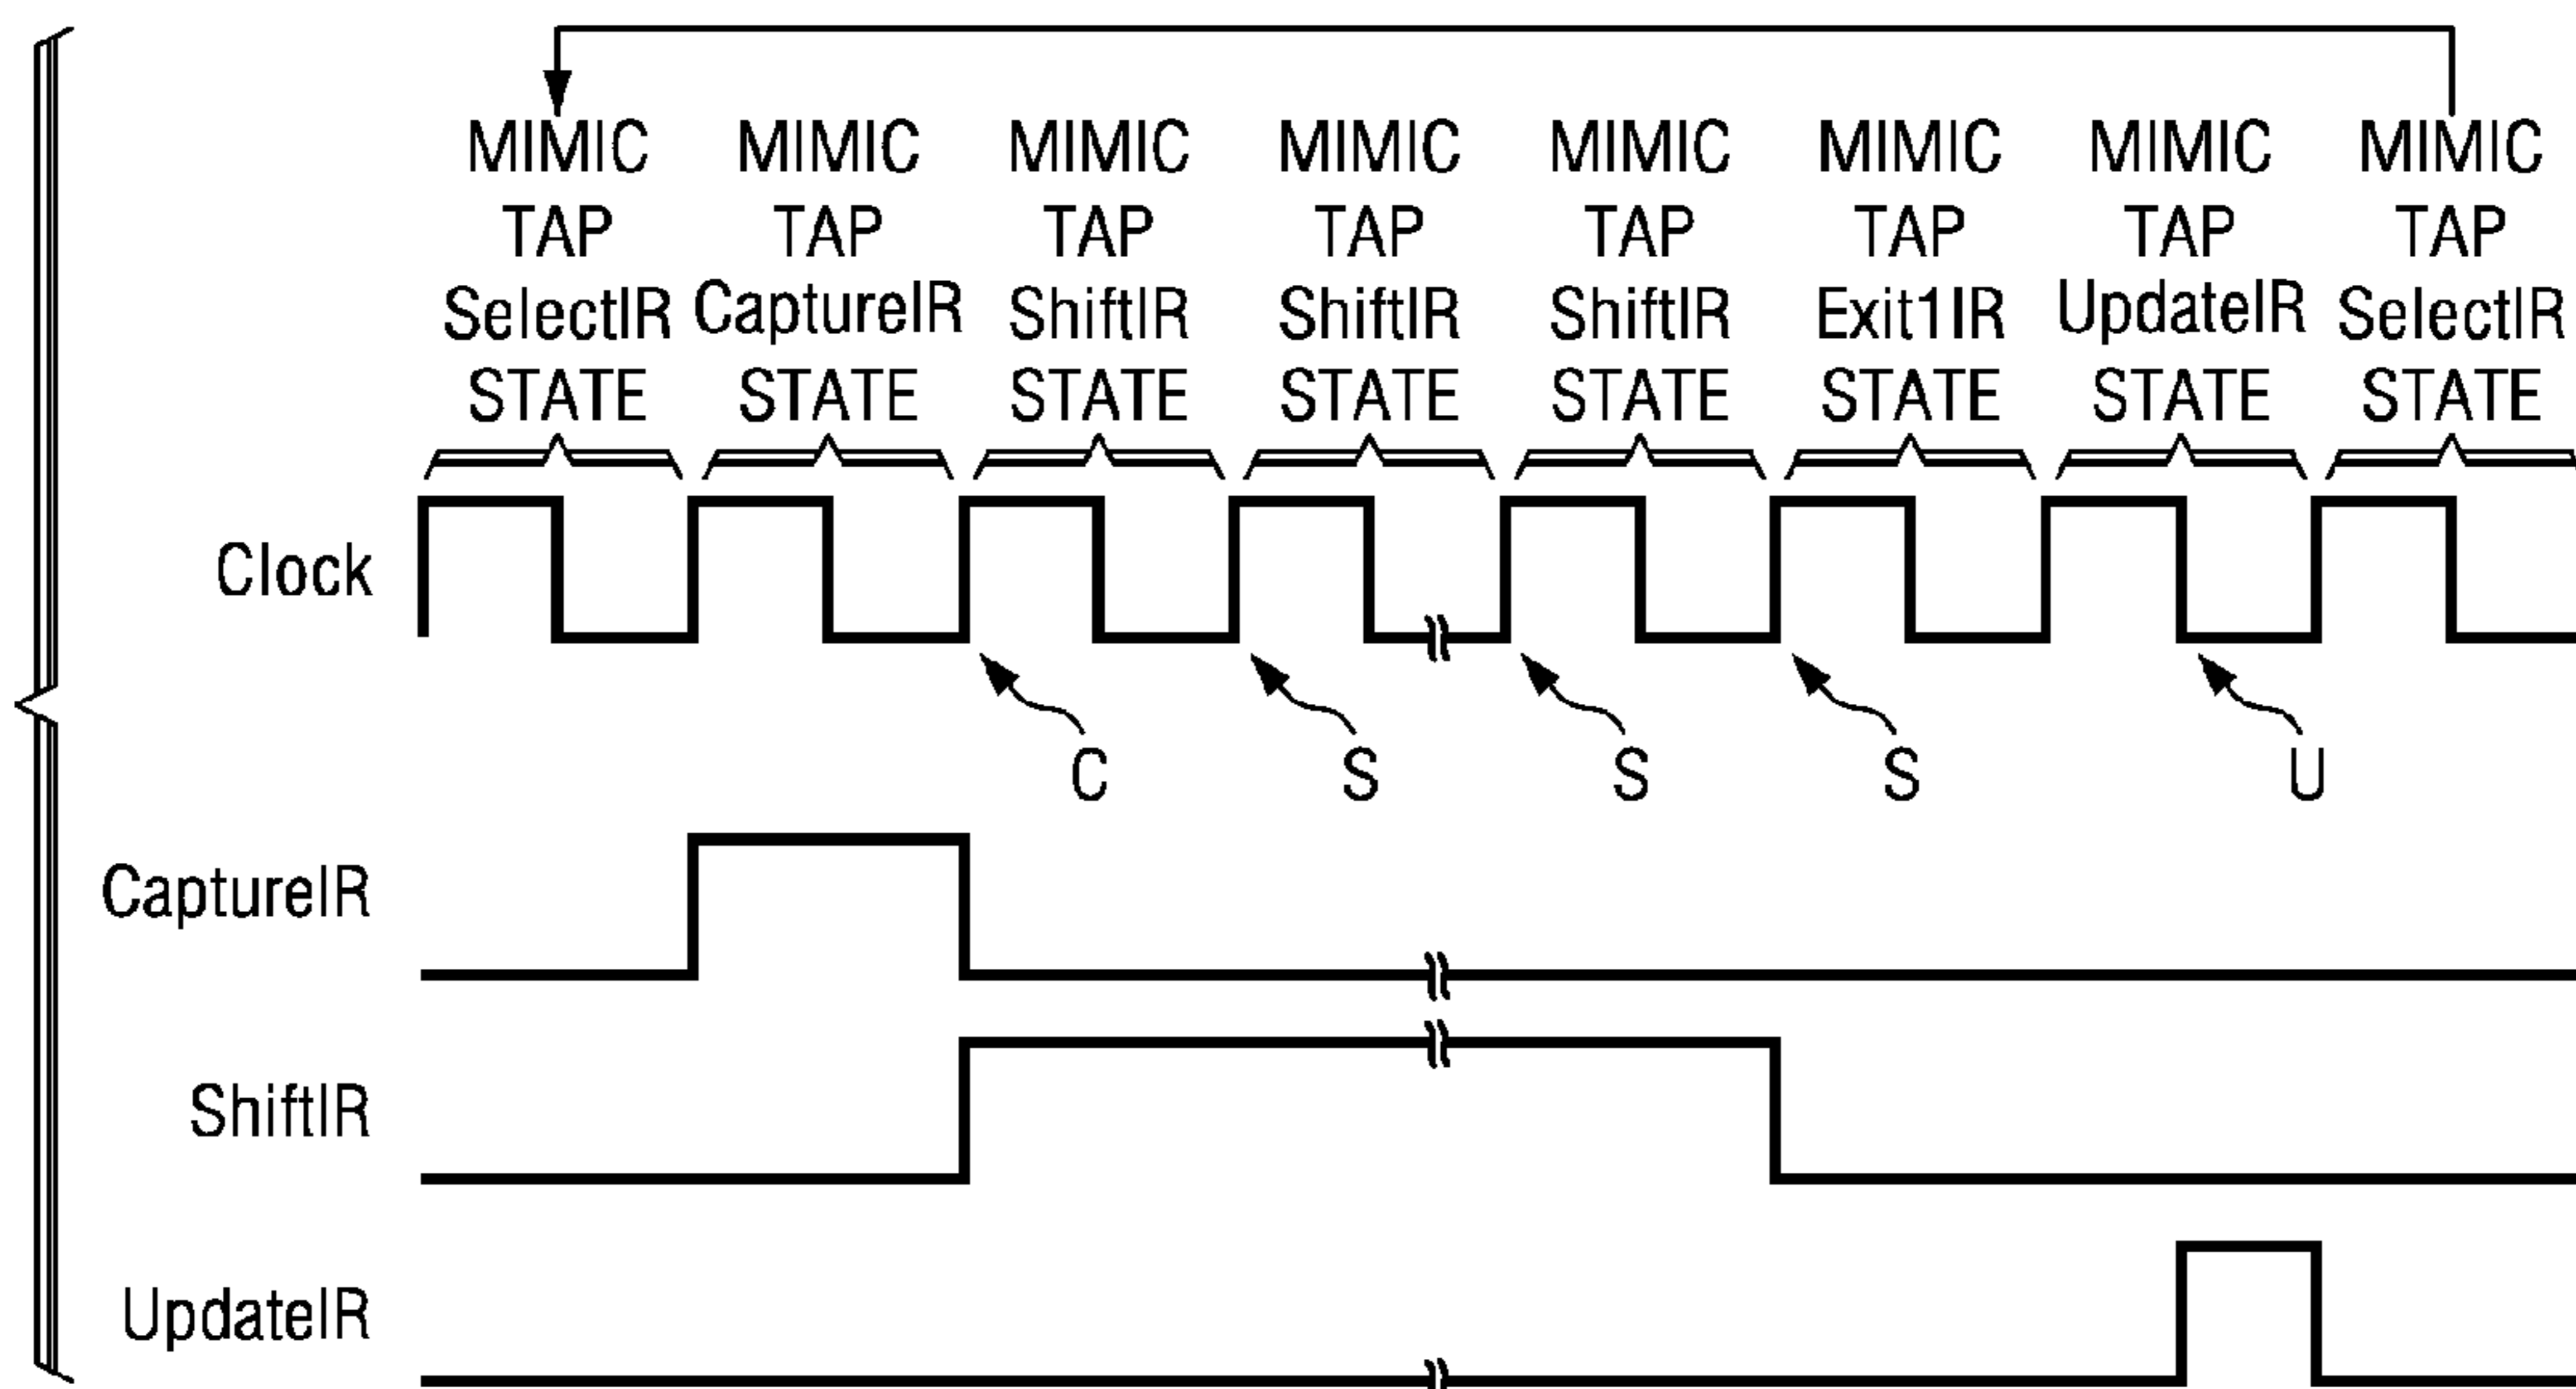 MIMIC MIMIC MIMIC MIMIC MIMIC MIMIC MIMIC MIMIC
TAP TAP TAP TAP TAP TAP TAP TAP
SelectIR CaptureIR ShiftIR ShiftIR ShiftIR Exit1IR UpdateIR SelectIR
STATE STATE STATE STATE STATE STATE STATE STATE
Clock
C S S S U
CaptureIR
ShiftIR
UpdateIR